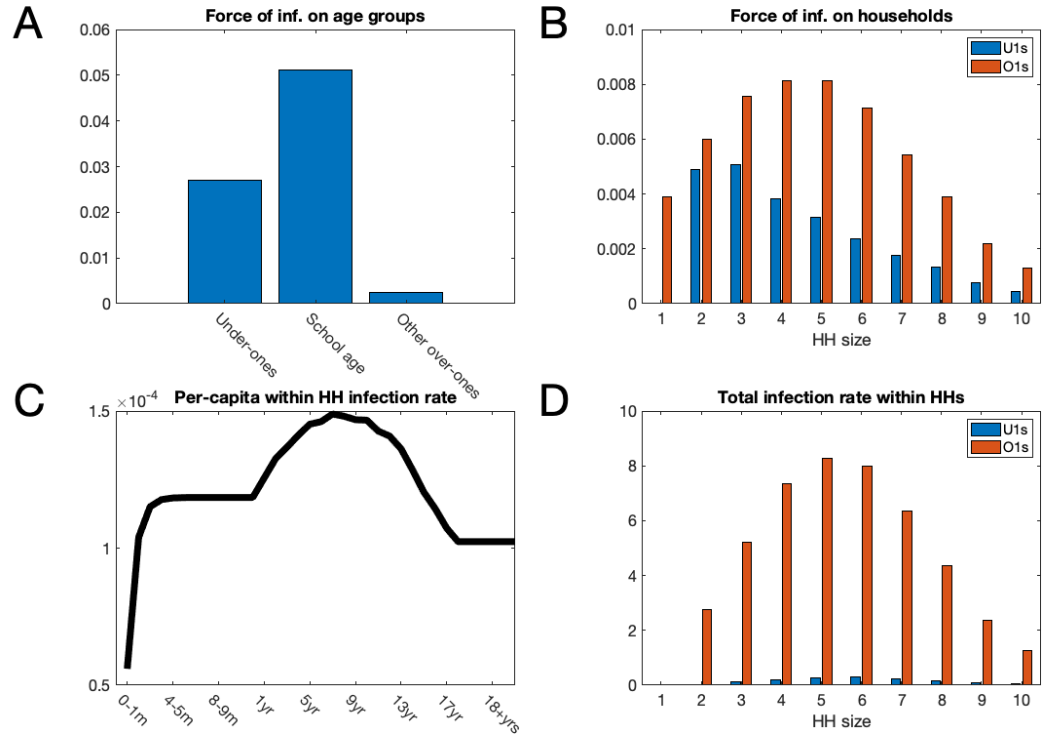 A
Force of inf. on age groups
0.06
0.05
0.04
0.03
0.02
0.01
0
Under-ones
School age
Other over-ones
B
Force of inf. on households
0.01
0.008
0.006
0.004
0.002
0
U1s
O1s
1 2 3 4 5 6 7 8 9 10
HH size
C
Per-capita within HH infection rate
×10⁻⁴
1.5
1
0.5
0-1m
4-5m
8-9m
1yr
5yr
9yr
13yr
17yr
18+yrs
D
Total infection rate within HHs
10
8
6
4
2
0
U1s
O1s
1 2 3 4 5 6 7 8 9 10
HH size